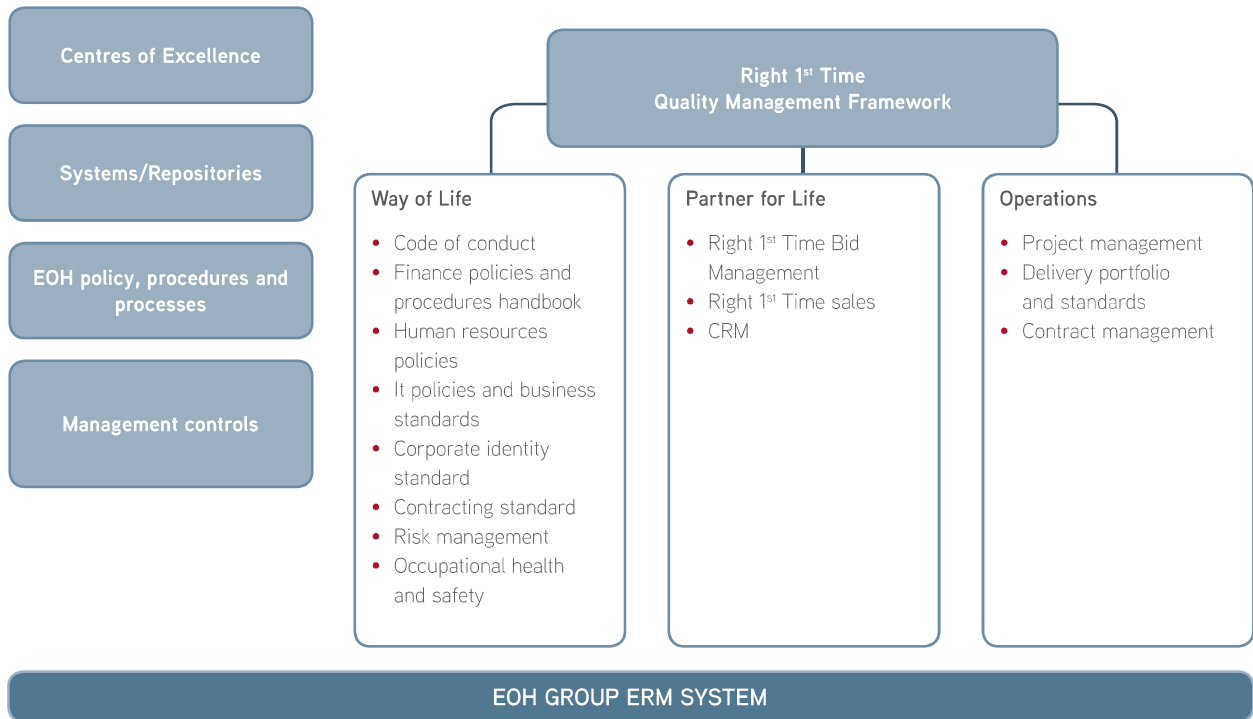 Centres of Excellence
Systems/Repositories
EOH policy, procedures and
processes
Management controls
Right 1st Time
Quality Management Framework
Way of Life
• Code of conduct
• Finance policies and
procedures handbook
• Human resources
policies
• It policies and business
standards
• Corporate identity
standard
• Contracting standard
• Risk management
• Occupational health
and safety
Partner for Life
• Right 1st Time Bid
Management
• Right 1st Time sales
• CRM
Operations
• Project management
• Delivery portfolio
and standards
• Contract management
EOH GROUP ERM SYSTEM